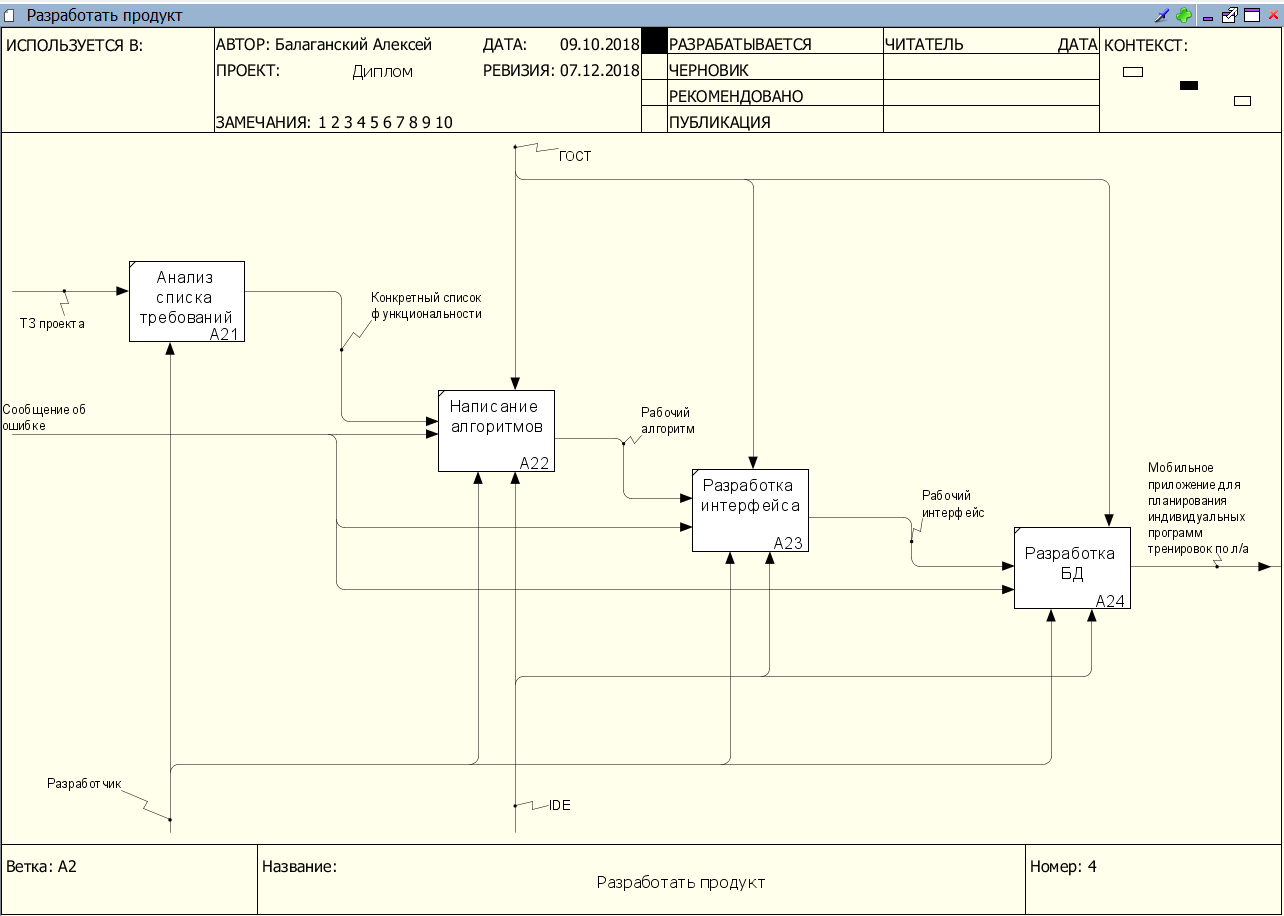 Разработать продукт
ИСПОЛЬЗУЕТСЯ В:
АВТОР: Балаганский Алексей
ДАТА: 09.10.2018
ПРОЕКТ: Диплом
РЕВИЗИЯ: 07.12.2018
ЗАМЕЧАНИЯ: 1 2 3 4 5 6 7 8 9 10
РАЗРАБАТЫВАЕТСЯ
ЧЕРНОВИК
РЕКОМЕНДОВАНО
ПУБЛИКАЦИЯ
ЧИТАТЕЛЬ
ДАТА
КОНТЕКСТ:
ГОСТ
Анализ
списка
требований
A21
ТЗ проекта
Конкретный список
функциональности
Сообщение об
ошибке
Написание
алгоритмов
A22
Рабочий
алгоритм
Разработка
интерфейса
A23
Рабочий
интерфейс
Мобильное
приложение для
планирования
индивидуальных
программ
тренировок по л/а
Разработка
БД
A24
Разработчик
IDE
Ветка: A2
Название:
Разработать продукт
Номер: 4